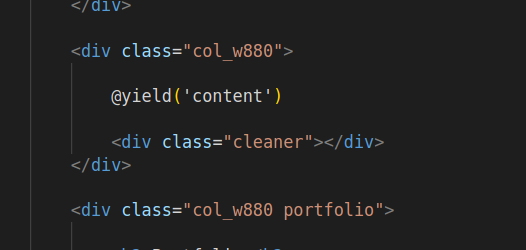 </div>
<div class="col_w880">
@yield('content')
<div class="cleaner"></div>
</div>
<div class="col_w880 portfolio">